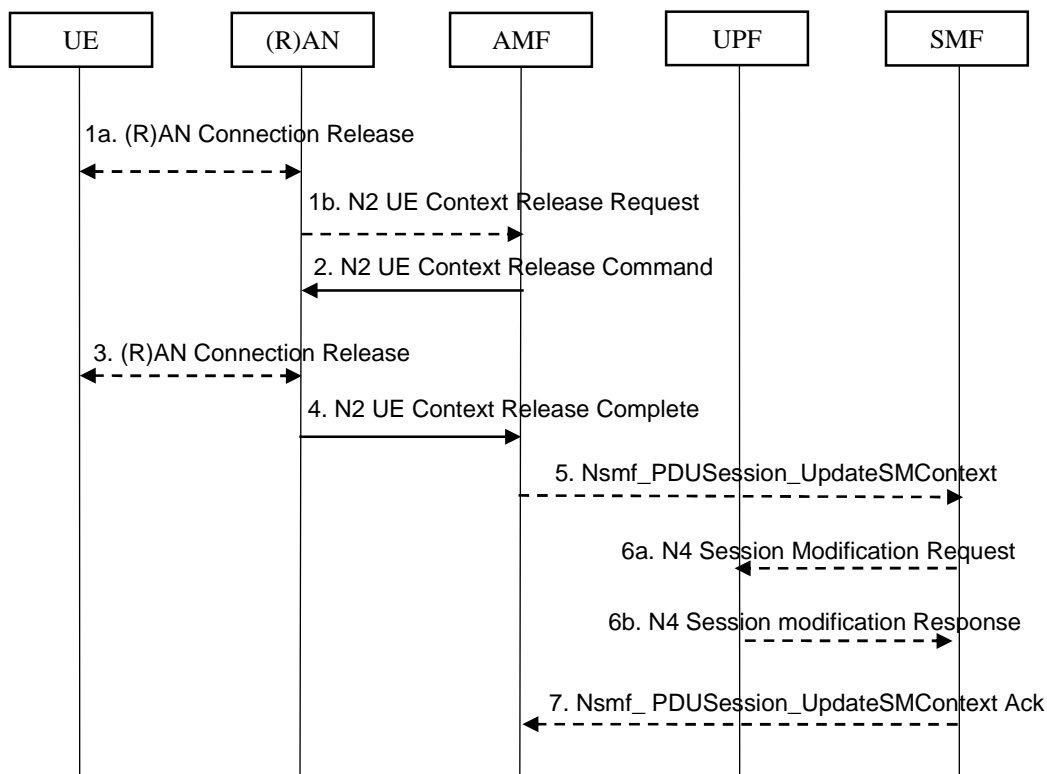 UE
(R)AN
AMF
UPF
SMF
1a. (R)AN Connection Release
1b. N2 UE Context Release Request
2. N2 UE Context Release Command
3. (R)AN Connection Release
4. N2 UE Context Release Complete
5. Nsmf_PDUSession_UpdateSMContext
6a. N4 Session Modification Request
6b. N4 Session modification Response
7. Nsmf_ PDUSession_UpdateSMContext Ack